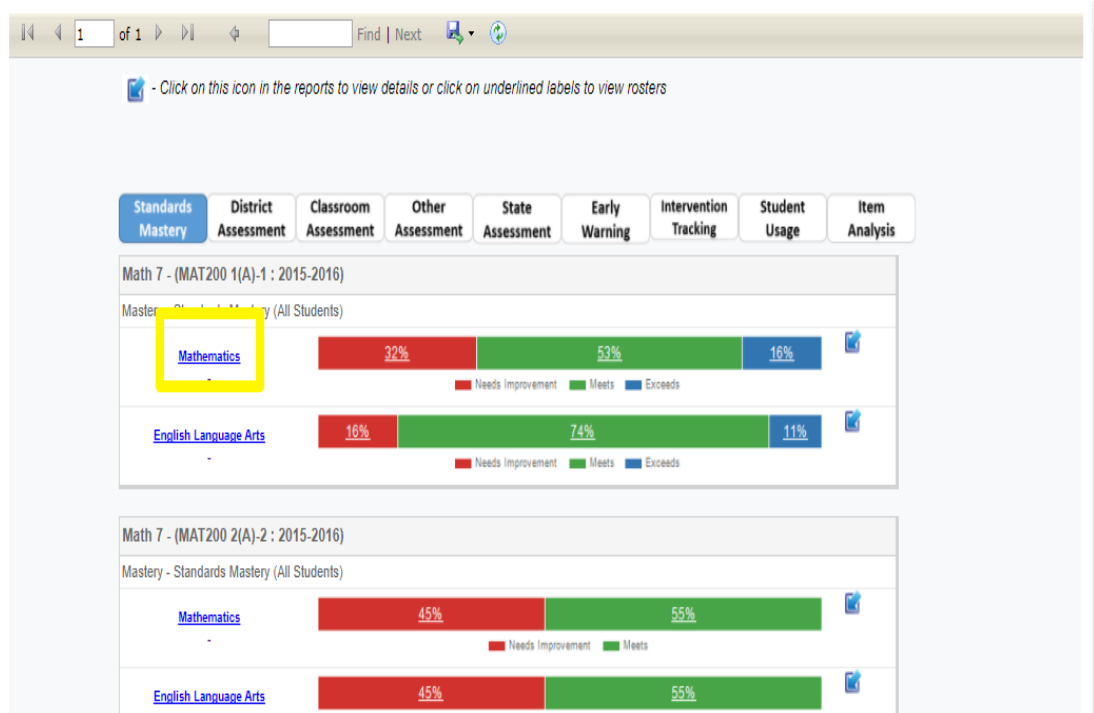 1 of 1 Find | Next
- Click on this icon in the reports to view details or click on underlined labels to view rosters
Standards Mastery District Assessment Classroom Assessment Other Assessment State Assessment Early Warning Intervention Tracking Student Usage Item Analysis
Math 7 - (MAT200 1(A)-1 : 2015-2016)
Mastery - Standards Mastery (All Students)
Mathematics 32% 53% 16%
-
Needs Improvement Meets Exceeds
English Language Arts 16% 74% 11%
-
Needs Improvement Meets Exceeds
Math 7 - (MAT200 2(A)-2 : 2015-2016)
Mastery - Standards Mastery (All Students)
Mathematics 45% 55%
-
Needs Improvement Meets
English Language Arts 45% 55%